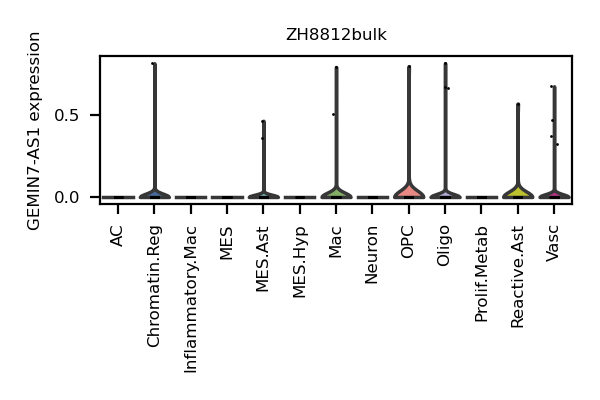 ZH8812bulk
GEMIN7-AS1 expression
0.5
0.0
AC
Chromatin.Reg
Inflammatory.Mac
MES
MES.Ast
MES.Hyp
Mac
Neuron
OPC
Oligo
Prolif.Metab
Reactive.Ast
Vasc